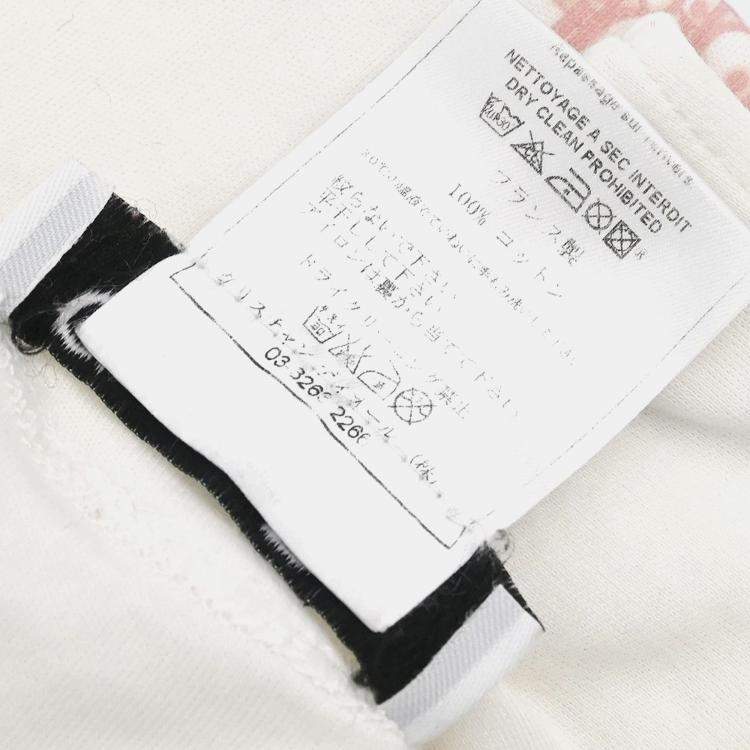 Repassage sur l'envers
NETTOYAGE A SEC INTERDIT
DRY CLEAN PROHIBITED
フランス製
100% コットン
絞らないで下さい
平干しして下さい
アイロンは裏から当てて下さい
ドライクリーニング禁止
クリスチャン ディオール (株)
03 326 226